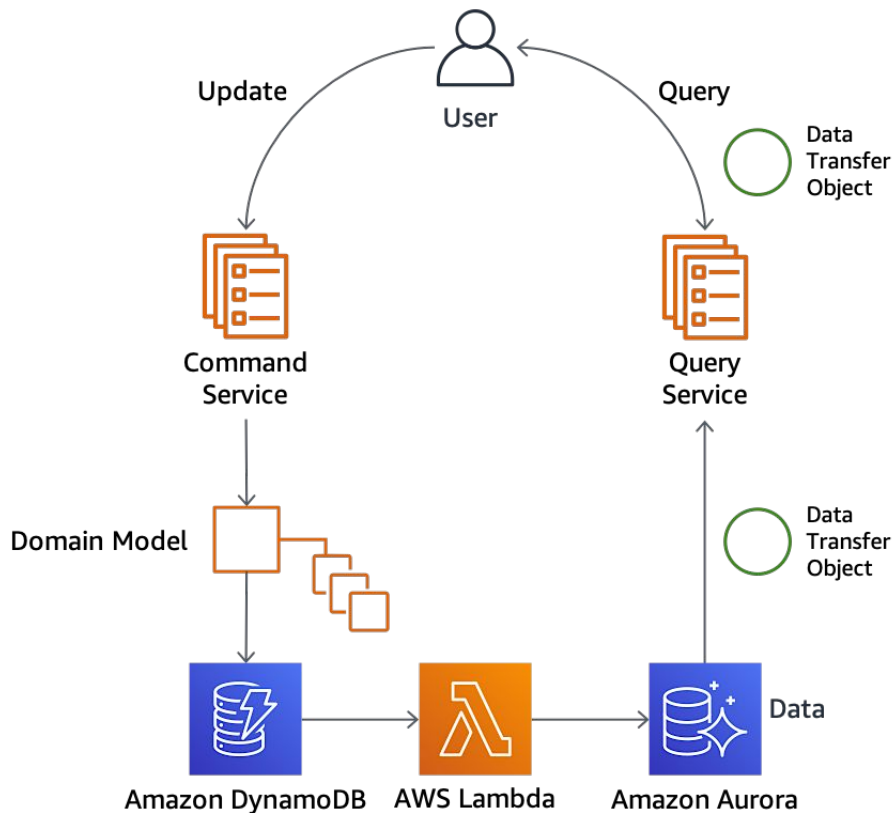 User
Update
Query
Data
Transfer
Object
Command
Service
Query
Service
Domain Model
Data
Transfer
Object
Data
Amazon DynamoDB
AWS Lambda
Amazon Aurora